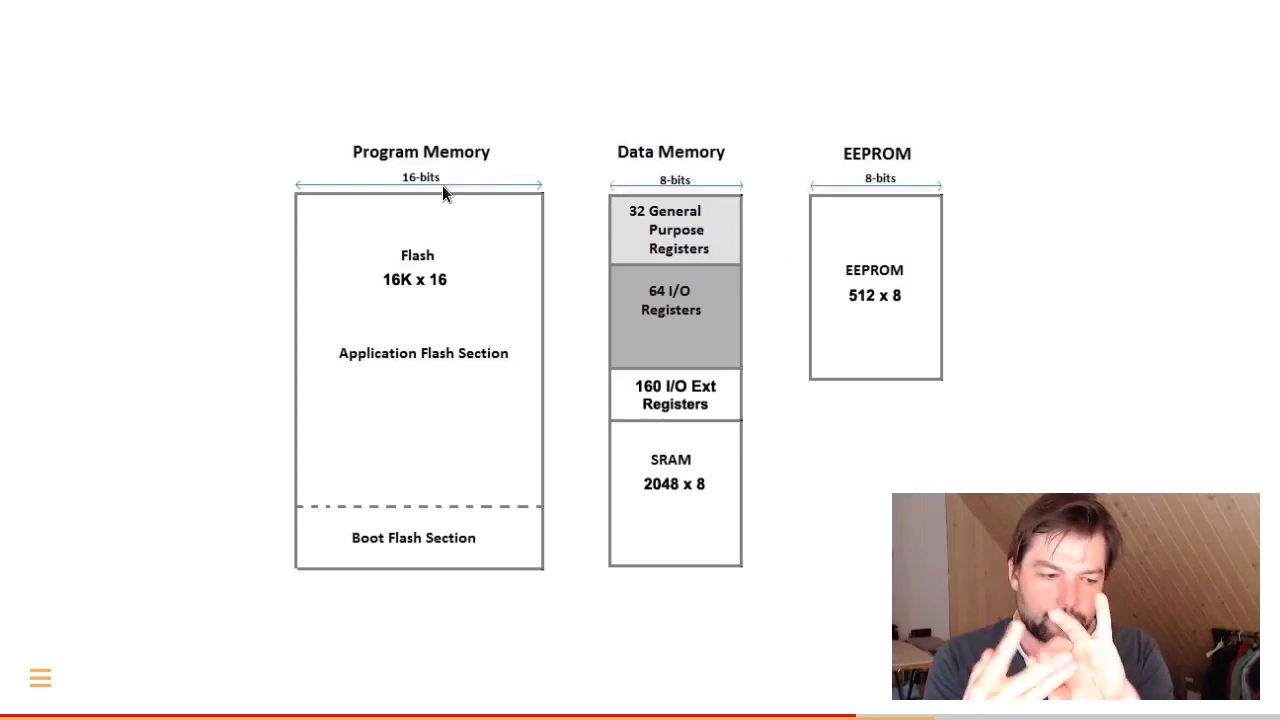 Program Memory
16-bits
Flash
16K x 16
Application Flash Section
Boot Flash Section
Data Memory
8-bits
32 General
Purpose
Registers
64 I/O
Registers
160 I/O Ext
Registers
SRAM
2048 x 8
EEPROM
8-bits
EEPROM
512 x 8